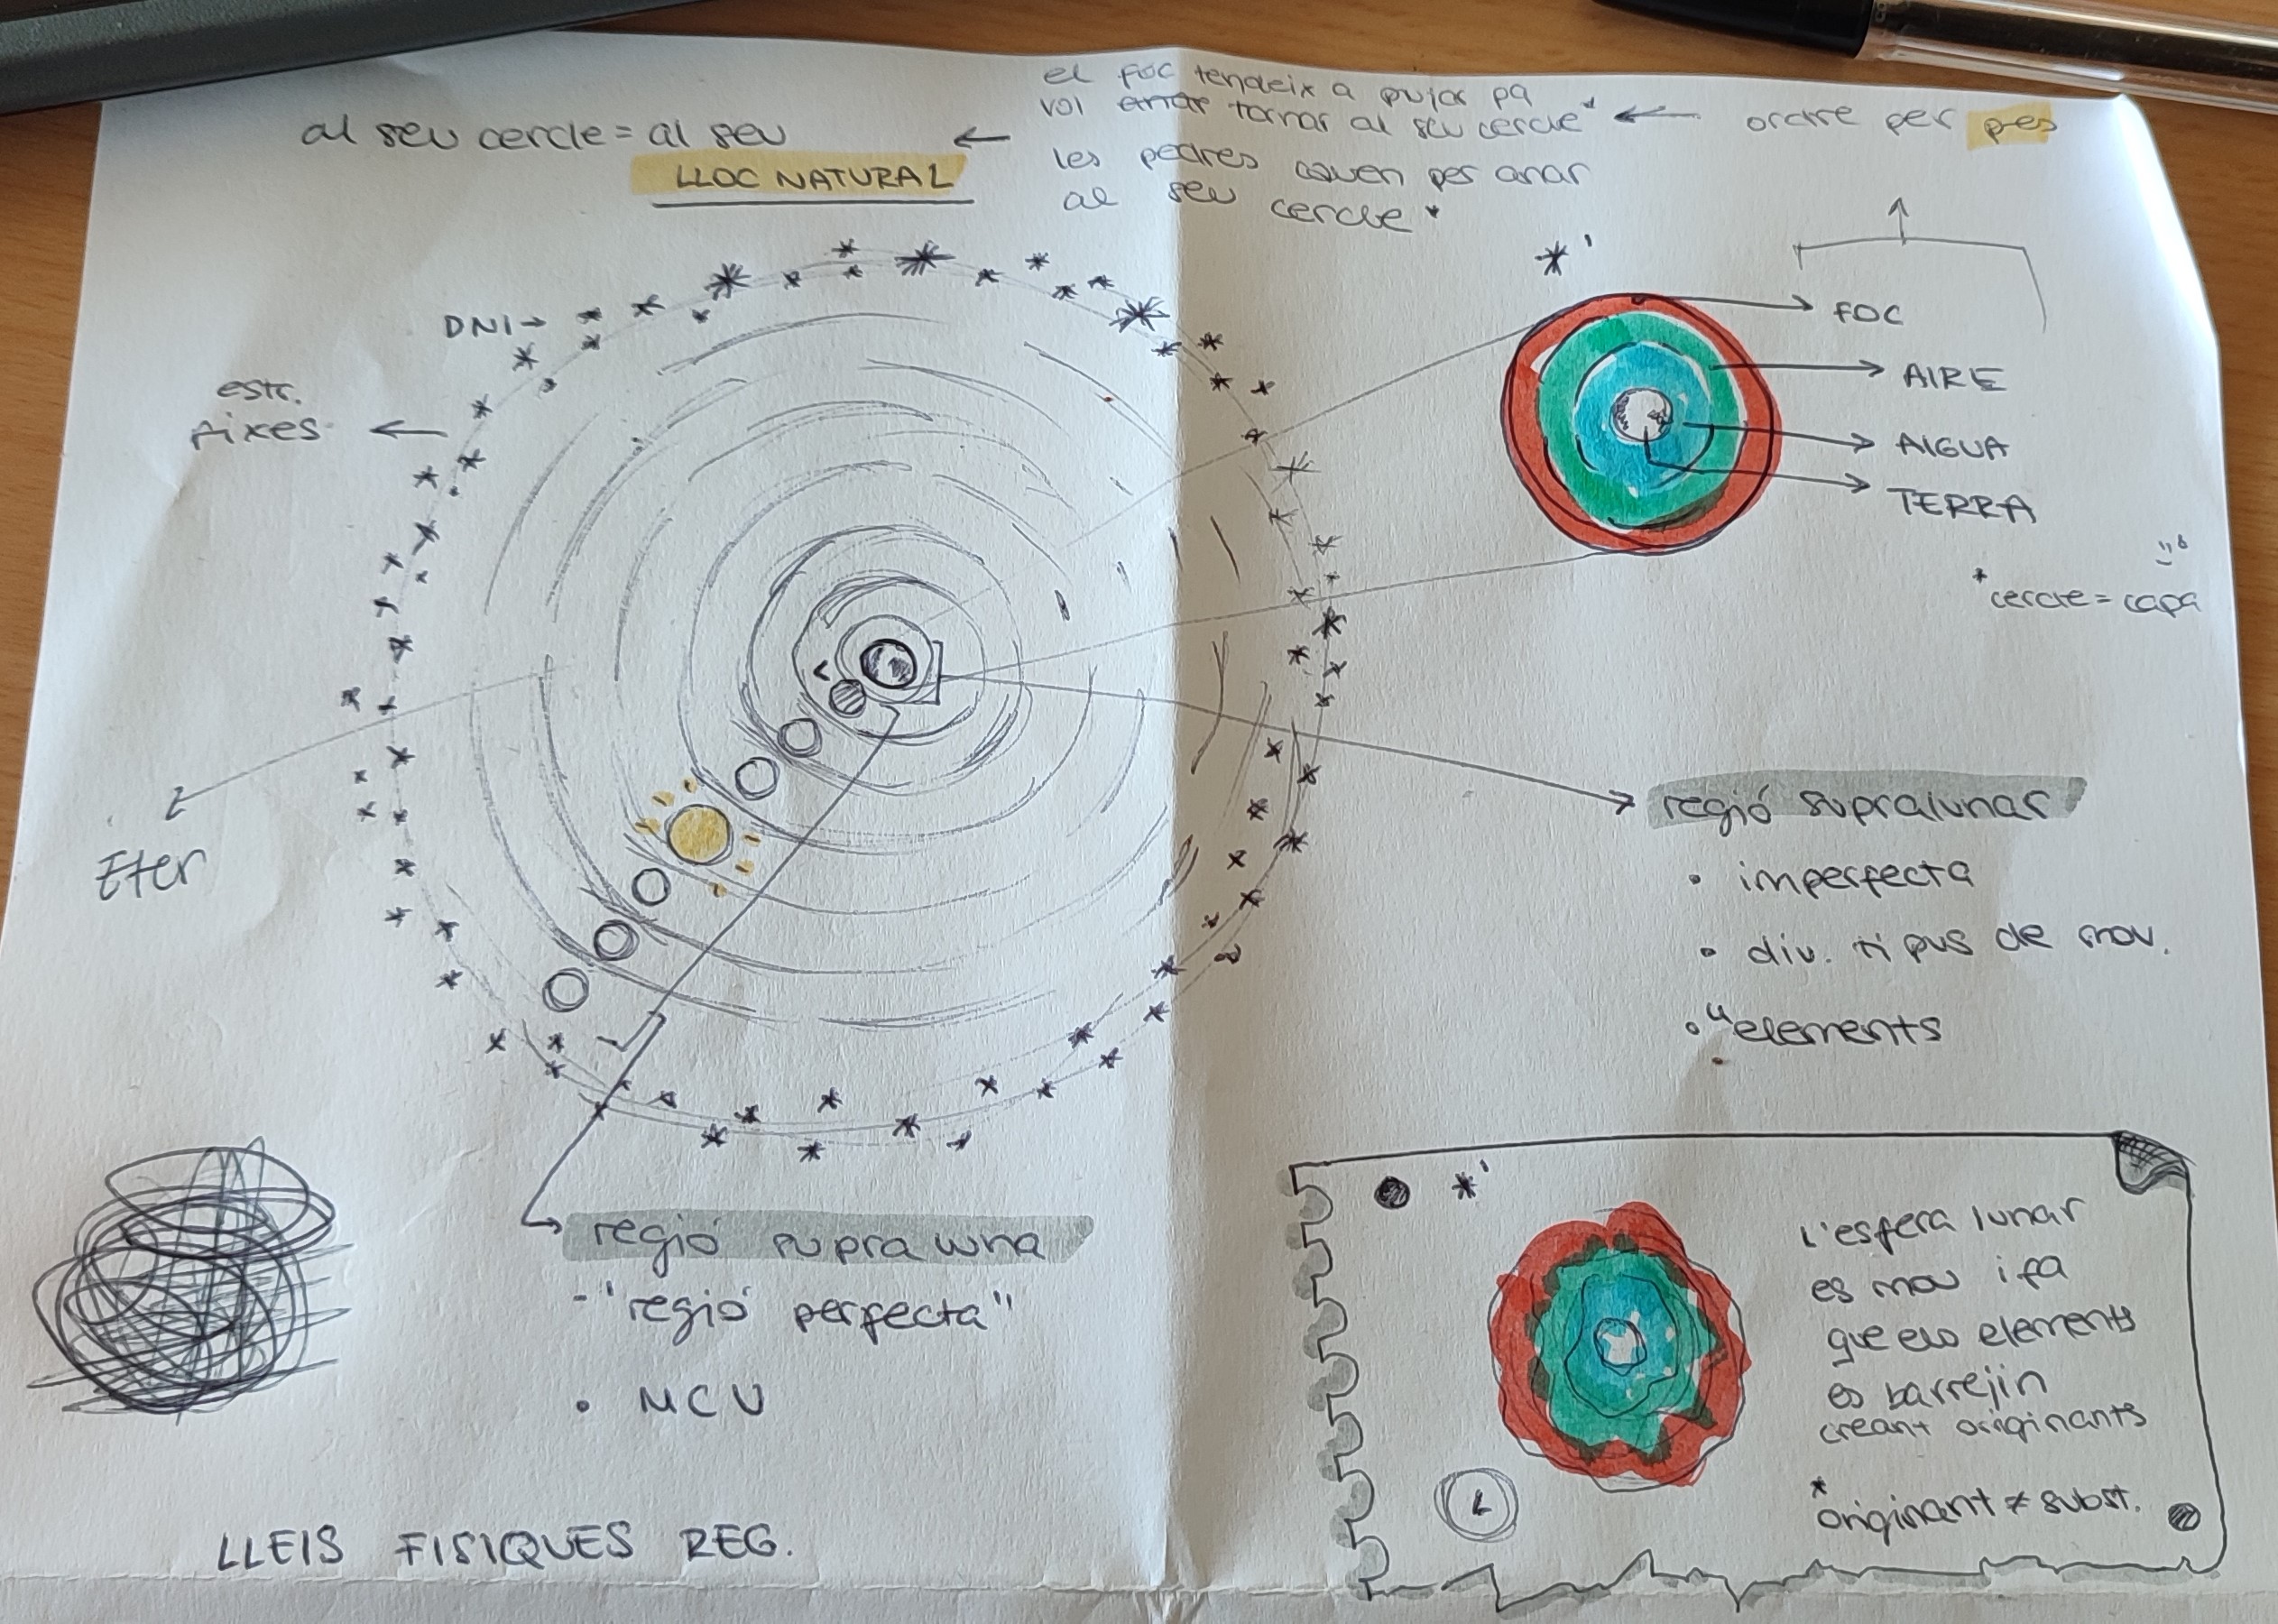 el foc tendeix a pujar pq
vol anar tornar al seu cercle* ← ordre per pes
al seu cercle = al seu ←
LLOC NATURAL
les pedres cauen per anar
al seu cercle*
*'
DNI →
FOC
estr.
fixes ←
AIRE
AIGUA
TERRA
*cercle = capa
Eter
regió supralunar
• imperfecta
• div. tipus de mov.
• 4 elements
regió supra luna
- "regió perfecta"
• MCU
*'
L'esfera lunar
es mou i fa
que els elements
es barregin
creant originants
*originant ≠ subst.
L
LLEIS FISIQUES REG.